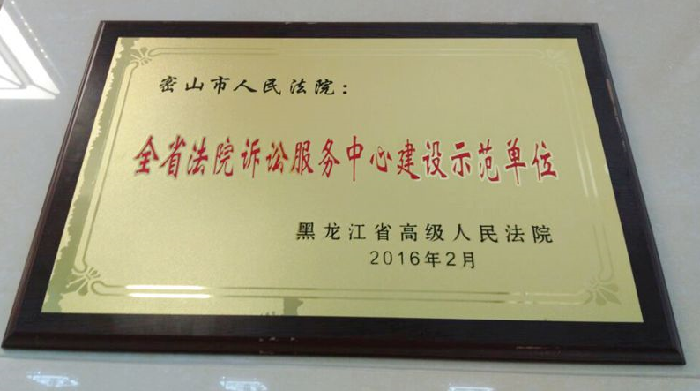 密山市人民法院：
全省法院诉讼服务中心建设示范单位
黑龙江省高级人民法院
2016年2月